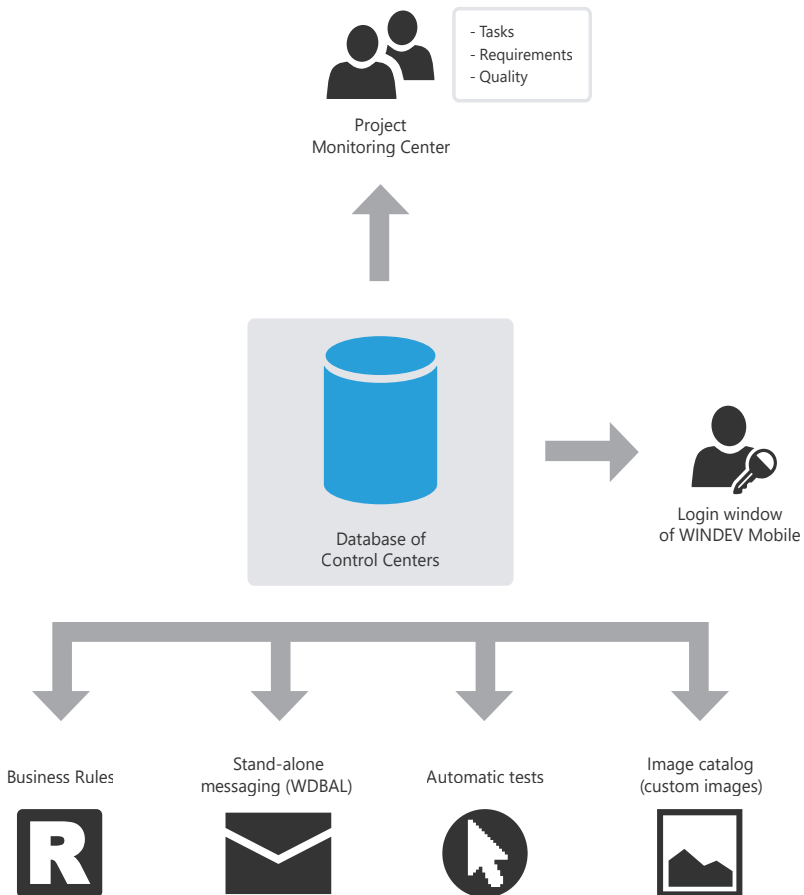 - Tasks
- Requirements
- Quality
Project
Monitoring Center
Database of
Control Centers
Login window
of WINDEV Mobile
Business Rules
Stand-alone
messaging (WDBAL)
Automatic tests
Image catalog
(custom images)
R